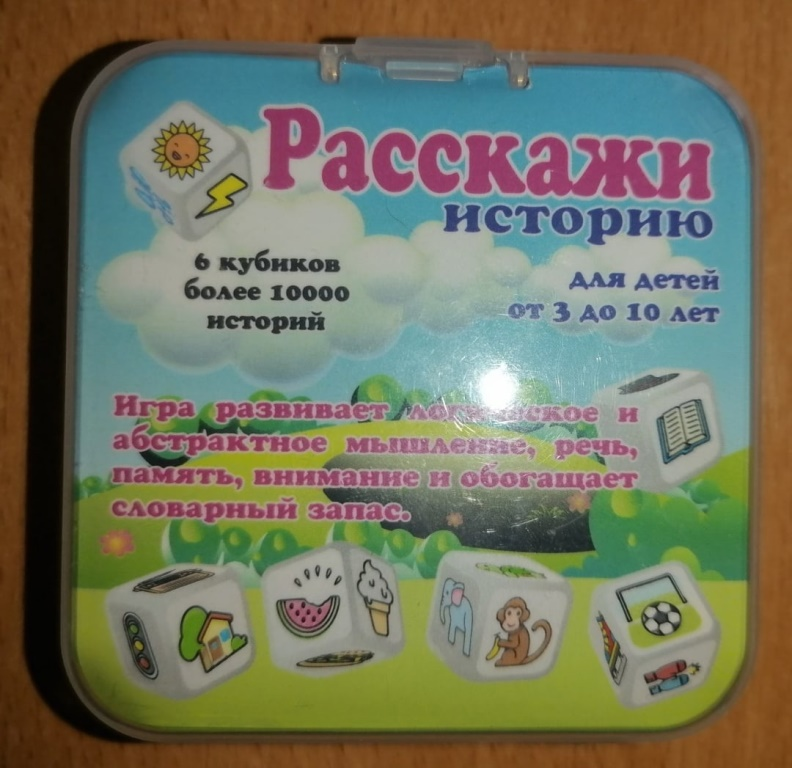 Расскажи
историю
6 кубиков
более 10000
историй
для детей
от 3 до 10 лет
Игра развивает логическое и
абстрактное мышление, речь,
память, внимание и обогащает
словарный запас.